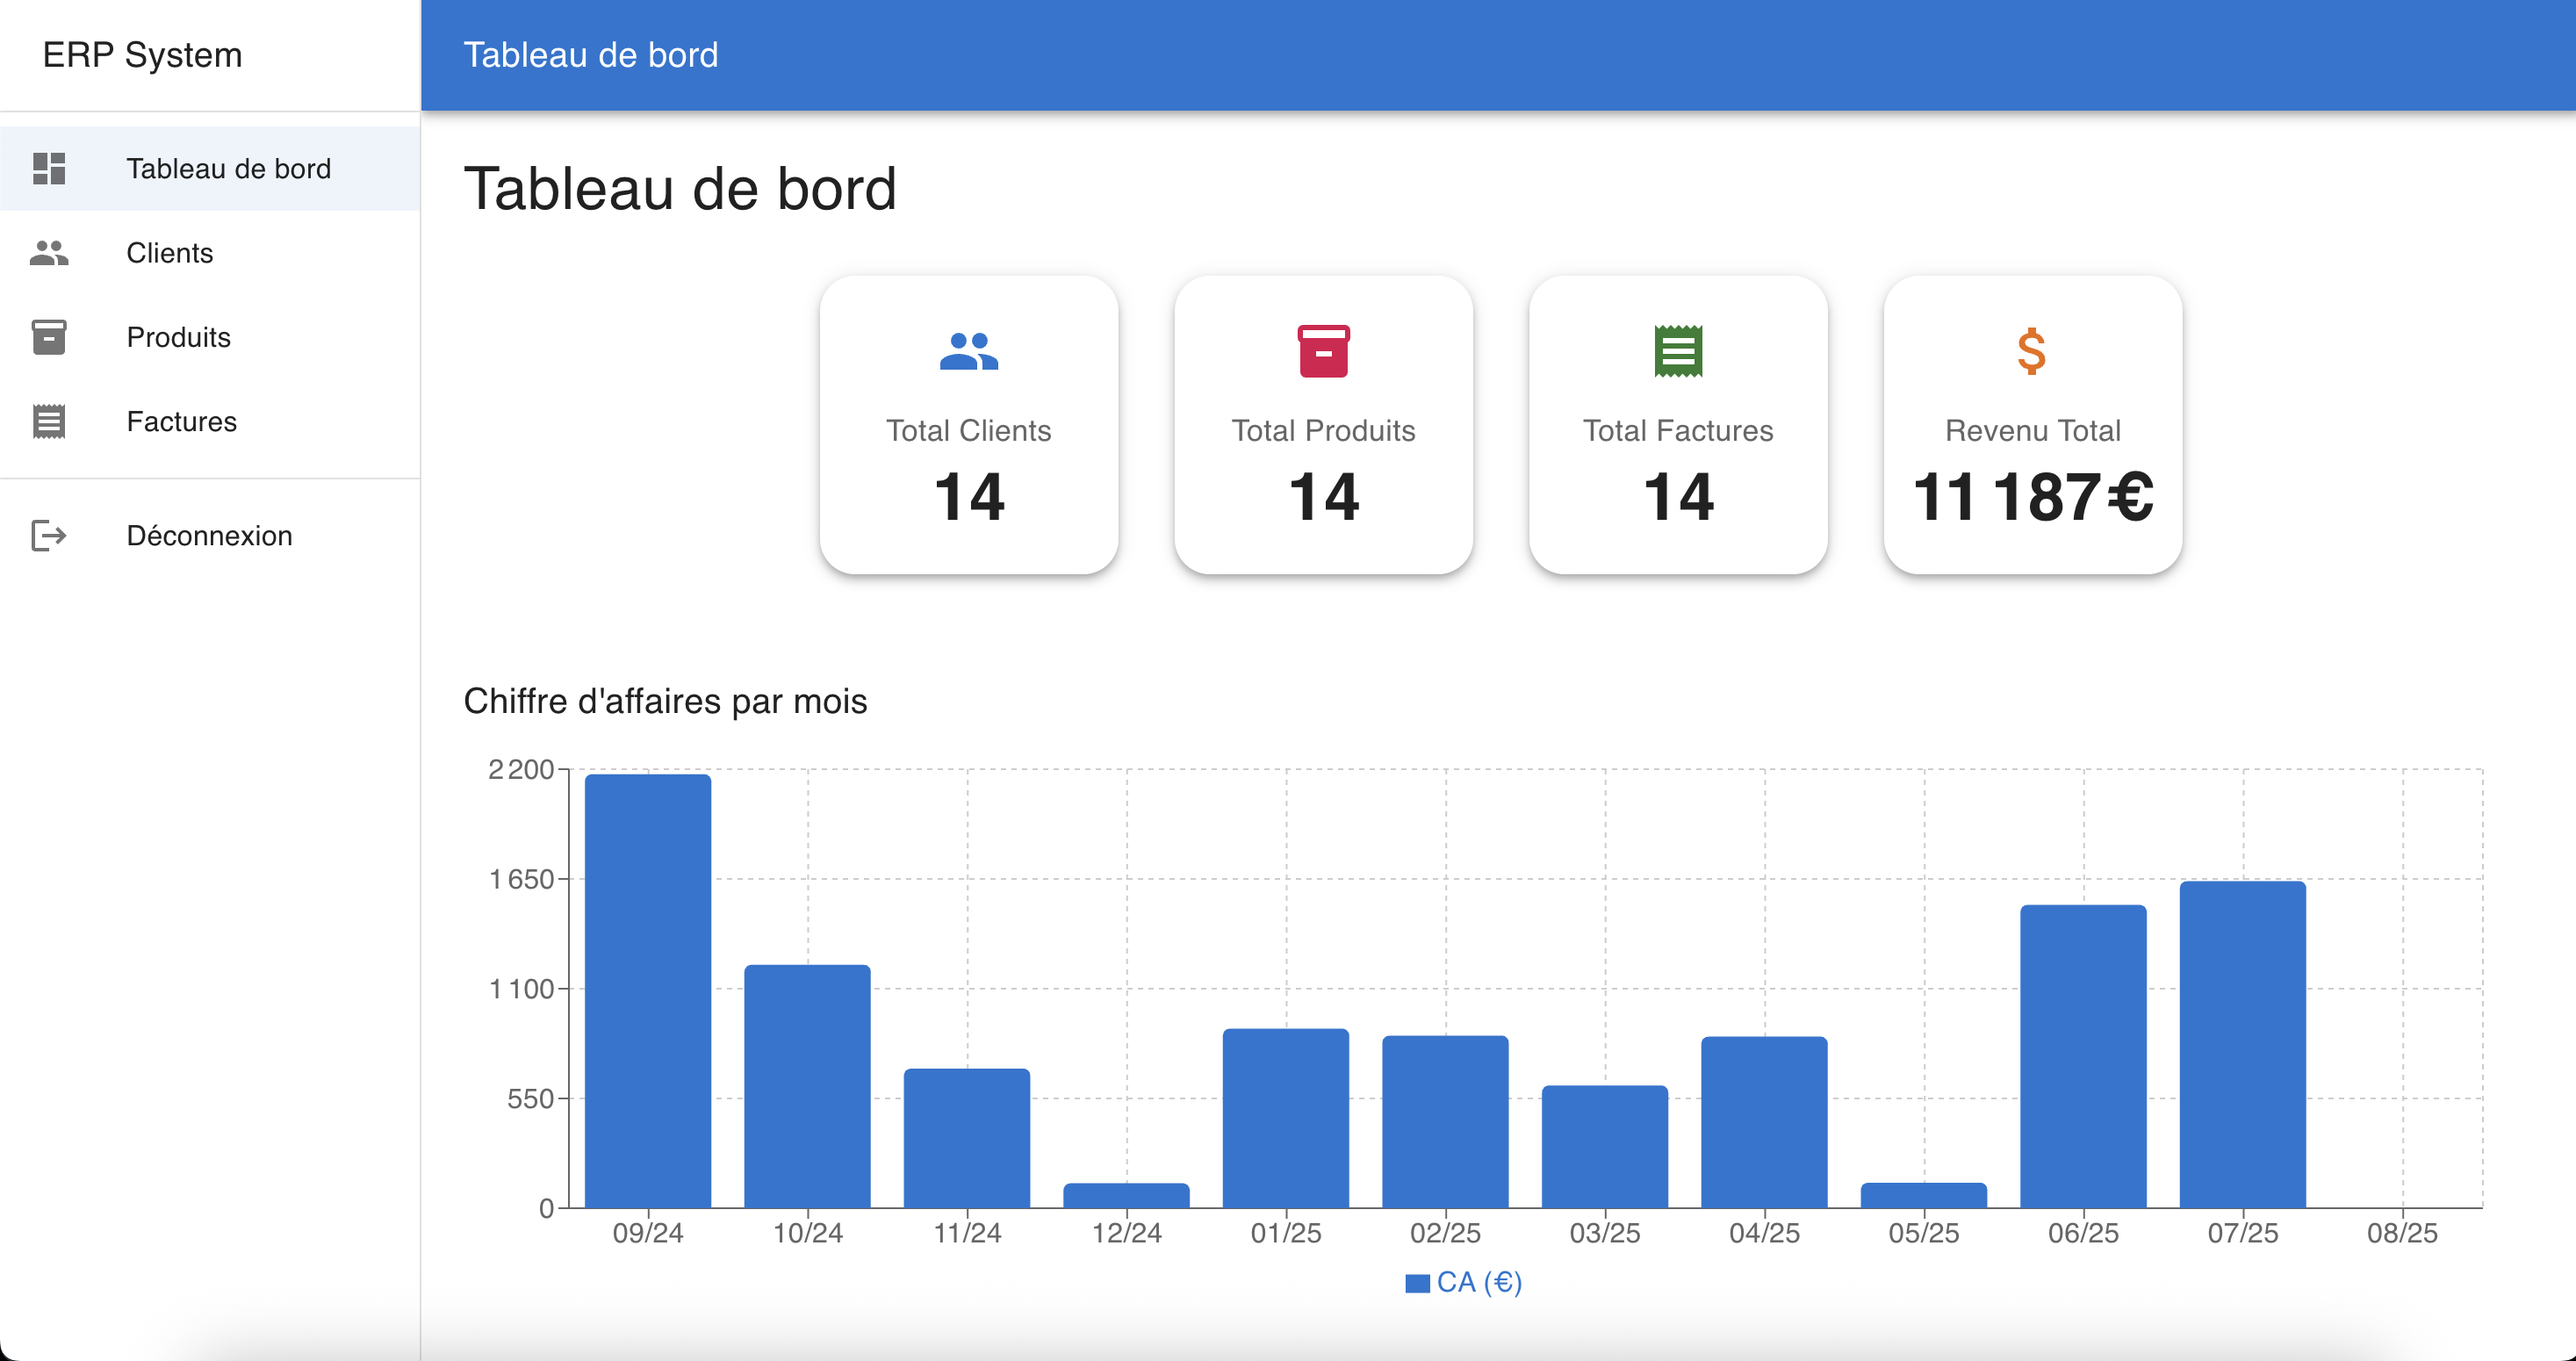 ERP System
Tableau de bord
Tableau de bord
Clients
Produits
Factures
Déconnexion
Tableau de bord
Total Clients
14
Total Produits
14
Total Factures
14
Revenu Total
11 187 €
Chiffre d'affaires par mois
2 200
1 650
1 100
550
0
09/24 10/24 11/24 12/24 01/25 02/25 03/25 04/25 05/25 06/25 07/25 08/25
CA (€)